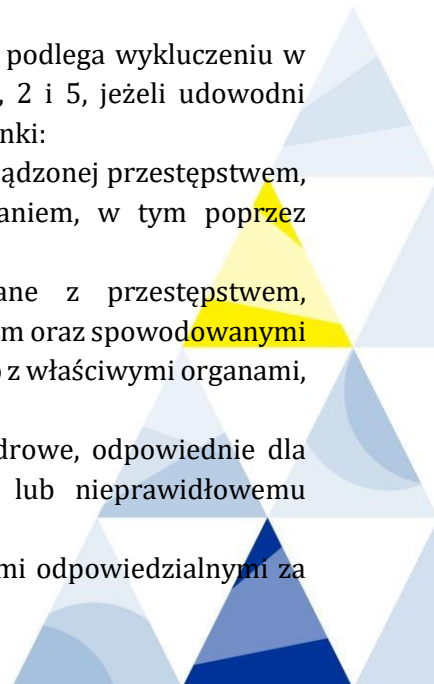 podlega wykluczeniu w
, 2 i 5, jeżeli udowodni
nki:
ądzonej przestępstwem,
aniem, w tym poprzez
ane z przestępstwem,
m oraz spowodowanymi
o z właściwymi organami,
drowe, odpowiednie dla
lub nieprawidłowemu
mi odpowiedzialnymi za